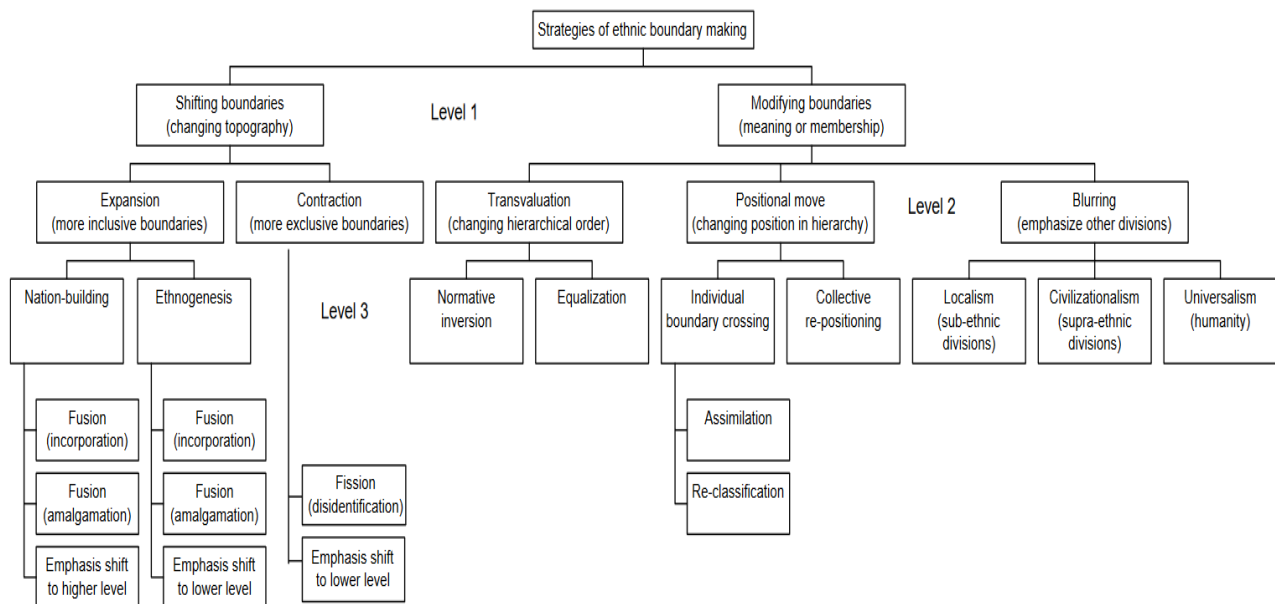 Strategies of ethnic boundary making
Shifting boundaries
(changing topography)
Level 1
Modifying boundaries
(meaning or membership)
Expansion
(more inclusive boundaries)
Contraction
(more exclusive boundaries)
Transvaluation
(changing hierarchical order)
Positional move
(changing position in hierarchy)
Level 2
Blurring
(emphasize other divisions)
Nation-building
Ethnogenesis
Level 3
Normative
inversion
Equalization
Individual
boundary crossing
Collective
re-positioning
Localism
(sub-ethnic
divisions)
Civilizationalism
(supra-ethnic
divisions)
Universalism
(humanity)
Fusion
(incorporation)
Fusion
(incorporation)
Assimilation
Fusion
(amalgamation)
Fusion
(amalgamation)
Fission
(disidentification)
Re-classification
Emphasis shift
to higher level
Emphasis shift
to lower level
Emphasis shift
to lower level